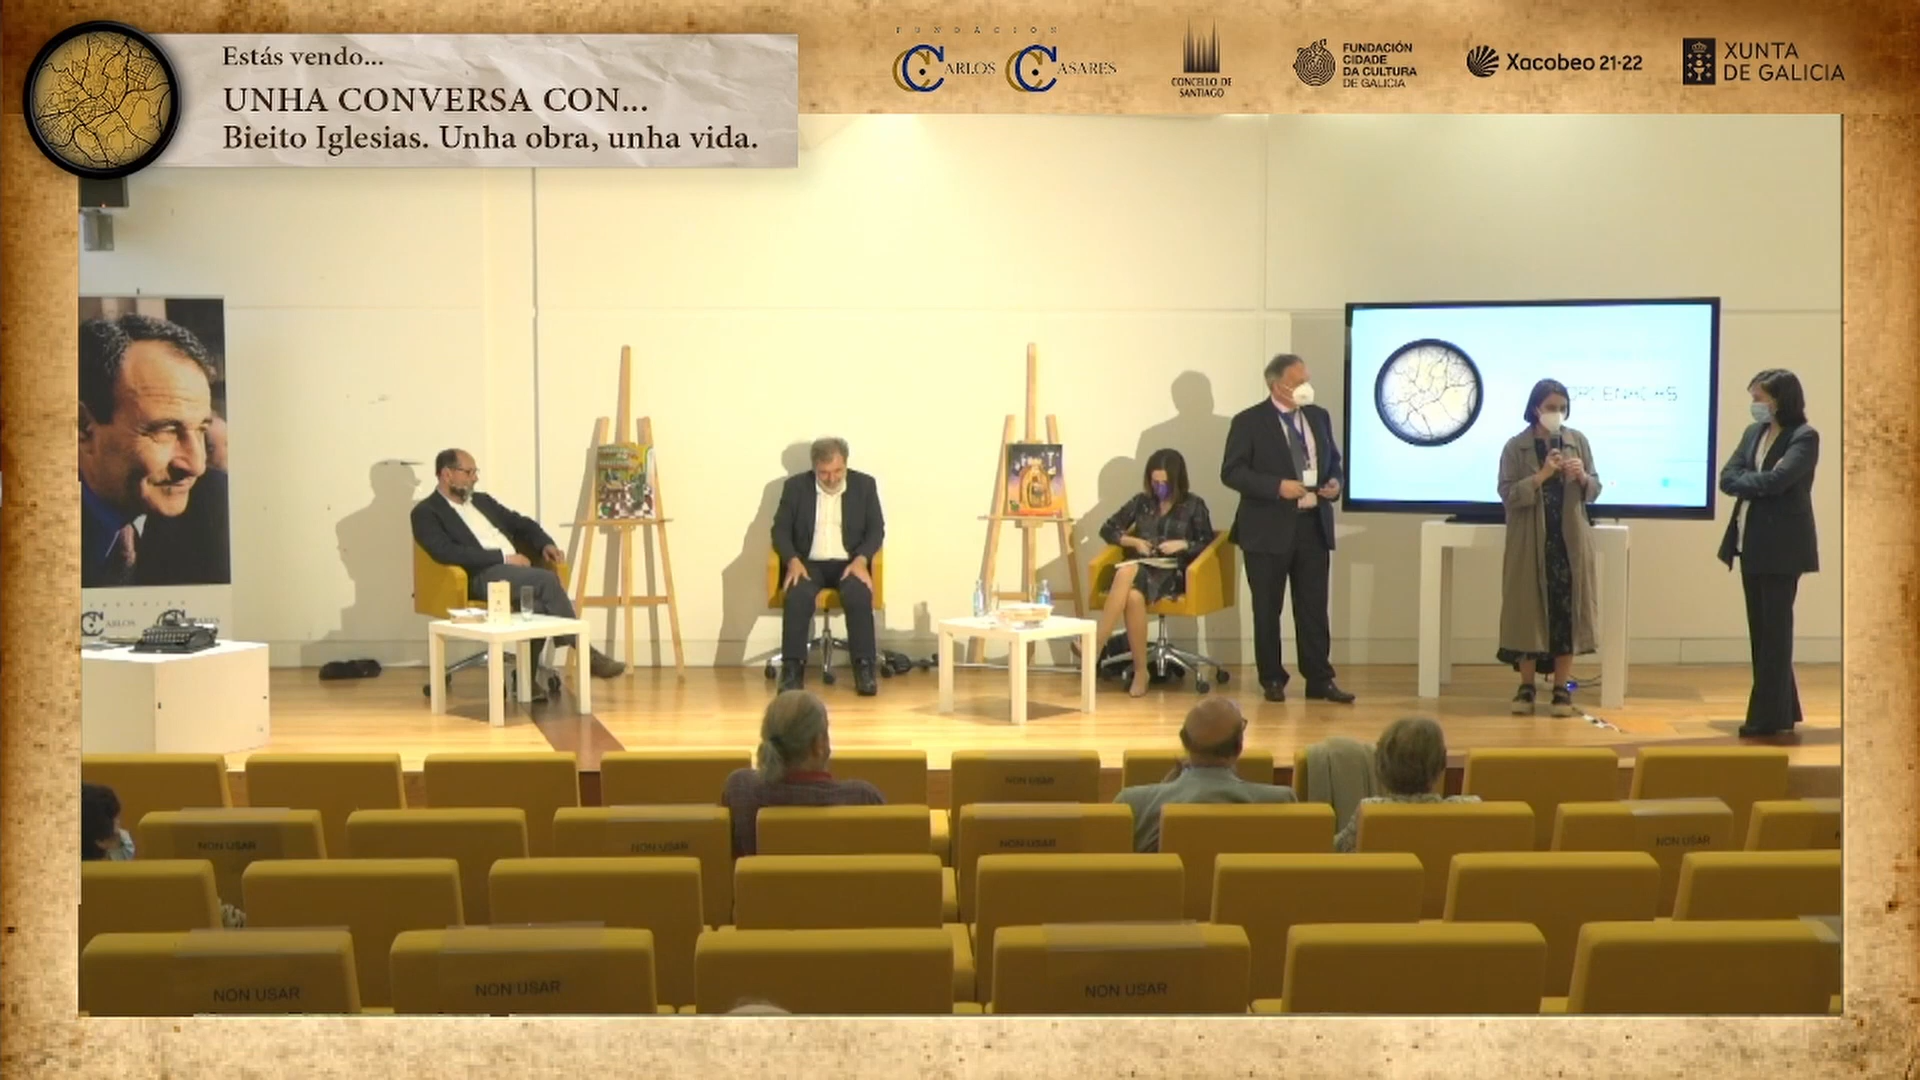 Estás vendo...
UNHA CONVERSA CON...
Bieito Iglesias. Unha obra, unha vida.
FUNDACIÓN
CARLOS CASARES
CONCELLO DE
SANTIAGO
FUNDACIÓN
CIDADE
DA CULTURA
DE GALICIA
Xacobeo 21·22
XUNTA
DE GALICIA
CARLOS CASARES
NON USAR
NON USAR
NON USAR
NON USAR
NON USAR
NON USAR
NON USAR
NON USAR